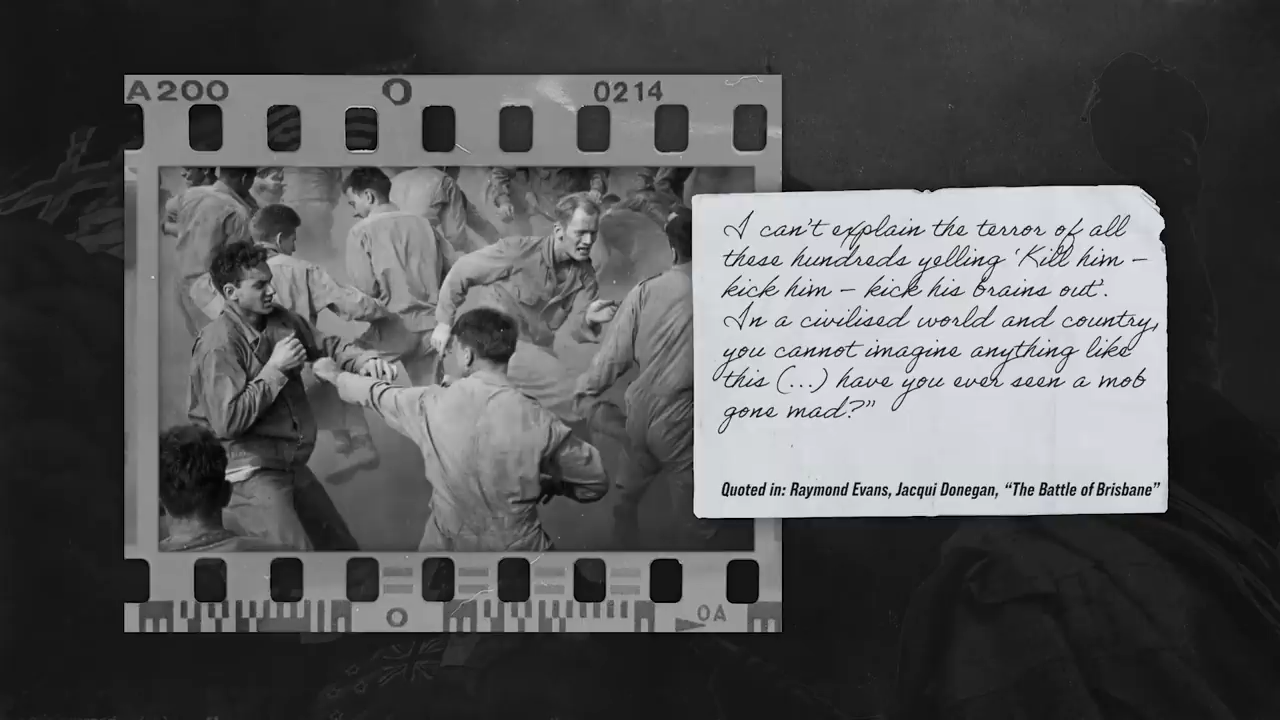 A200 0214
I can't explain the terror of all
these hundreds yelling 'Kill him –
kick him – kick his brains out'.
In a civilised world and country,
you cannot imagine anything like
this (...) have you ever seen a mob
gone mad?"
Quoted in: Raymond Evans, Jacqui Donegan, "The Battle of Brisbane"
0A